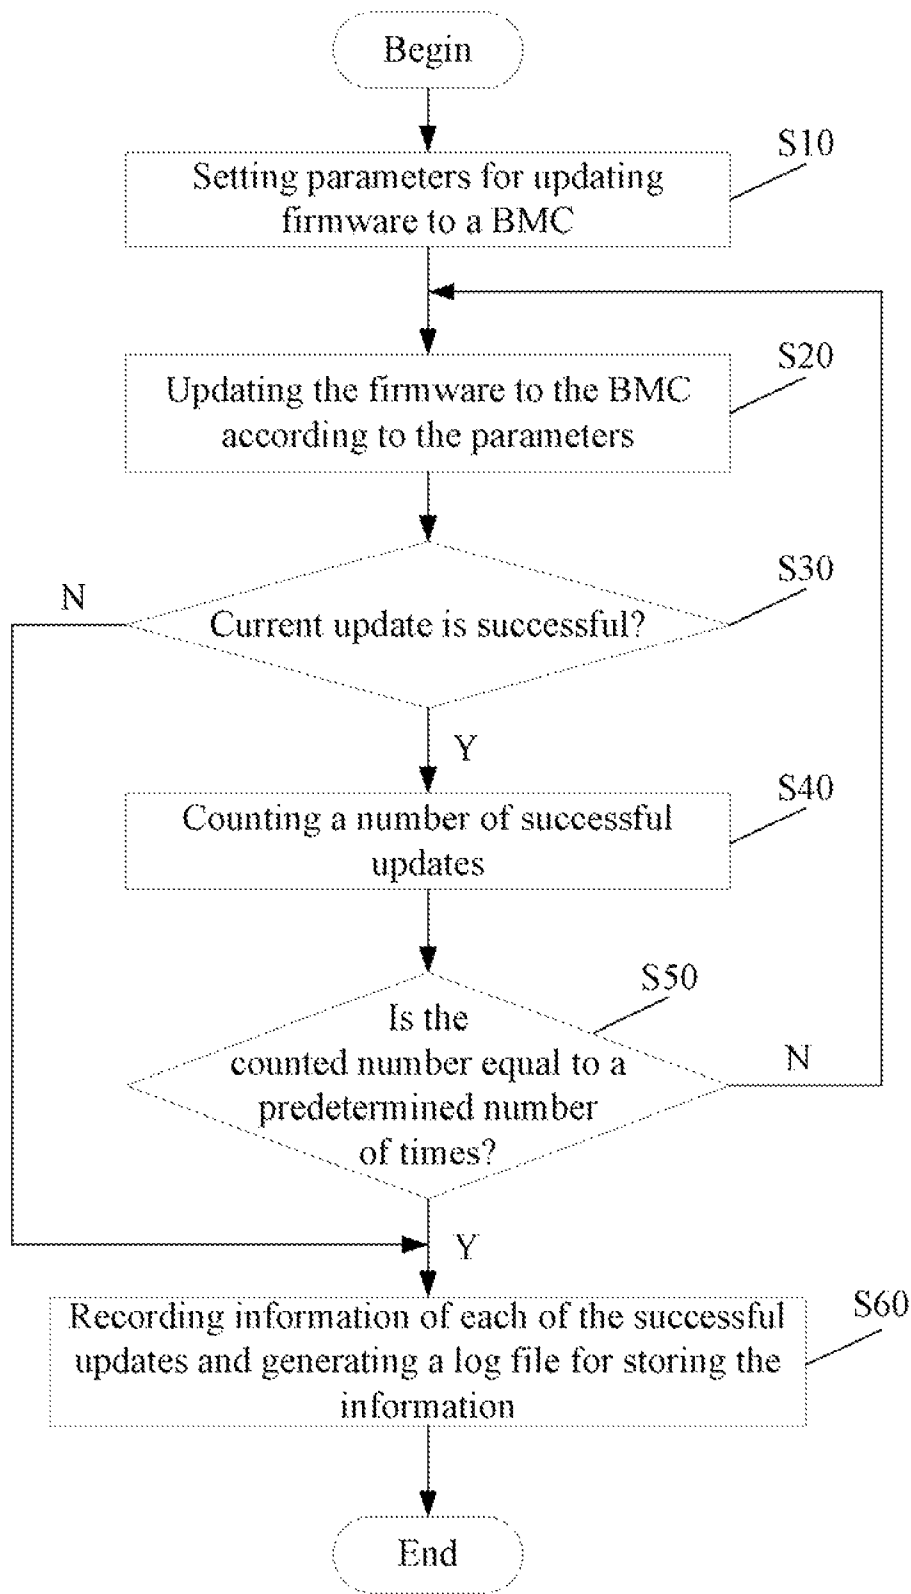 Begin
S10
Setting parameters for updating
firmware to a BMC
S20
Updating the firmware to the BMC
according to the parameters
S30
N
Current update is successful?
Y
S40
Counting a number of successful
updates
S50
Is the
counted number equal to a
predetermined number
of times?
N
Y
S60
Recording information of each of the successful
updates and generating a log file for storing the
information
End